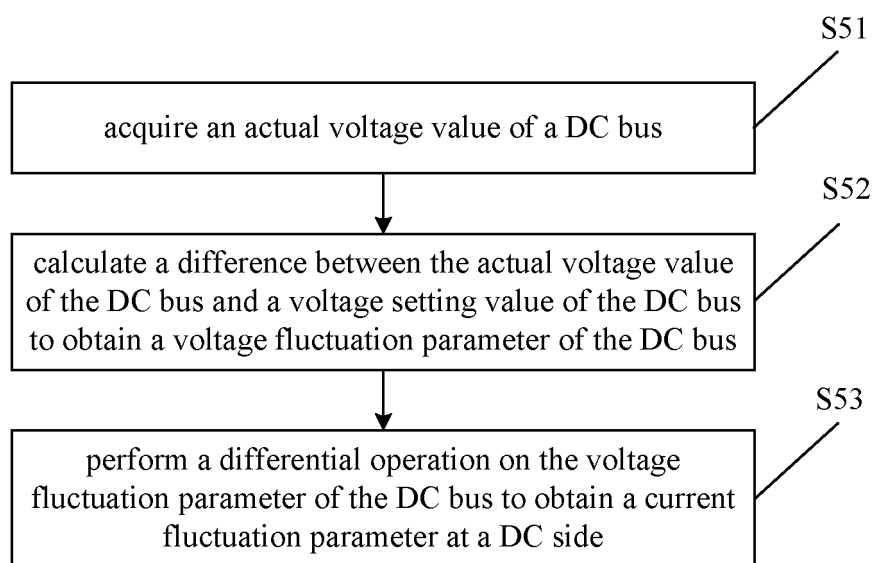 S51
acquire an actual voltage value of a DC bus
S52
calculate a difference between the actual voltage value
of the DC bus and a voltage setting value of the DC bus
to obtain a voltage fluctuation parameter of the DC bus
S53
perform a differential operation on the voltage
fluctuation parameter of the DC bus to obtain a current
fluctuation parameter at a DC side